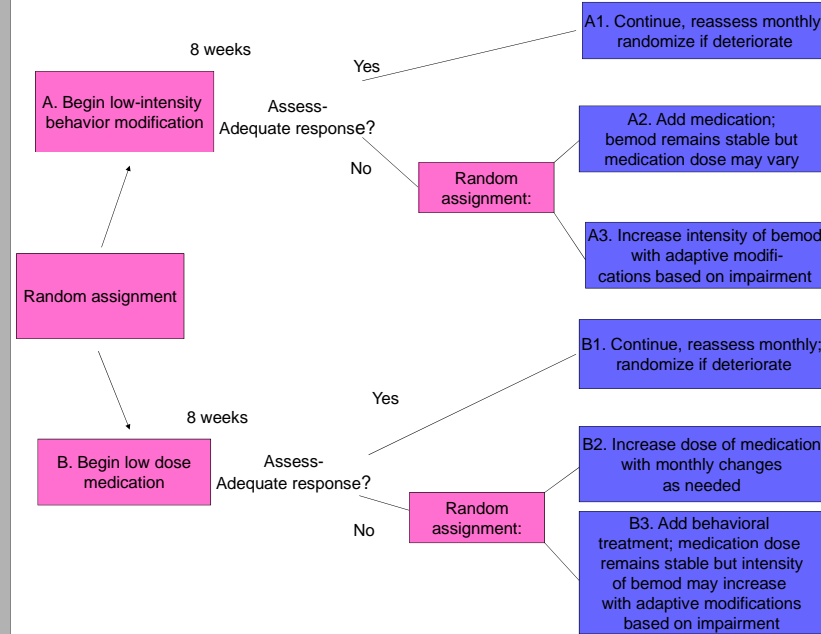 A1. Continue, reassess monthly
randomize if deteriorate
8 weeks
Yes
A. Begin low-intensity
behavior modification
Assess-
Adequate response?
A2. Add medication;
bemod remains stable but
medication dose may vary
No
Random
assignment:
A3. Increase intensity of bemod
with adaptive modifi-
cations based on impairment
Random assignment
B1. Continue, reassess monthly;
randomize if deteriorate
Yes
8 weeks
B. Begin low dose
medication
Assess-
Adequate response?
B2. Increase dose of medication
with monthly changes
as needed
No
Random
assignment:
B3. Add behavioral
treatment; medication dose
remains stable but intensity
of bemod may increase
with adaptive modifications
based on impairment